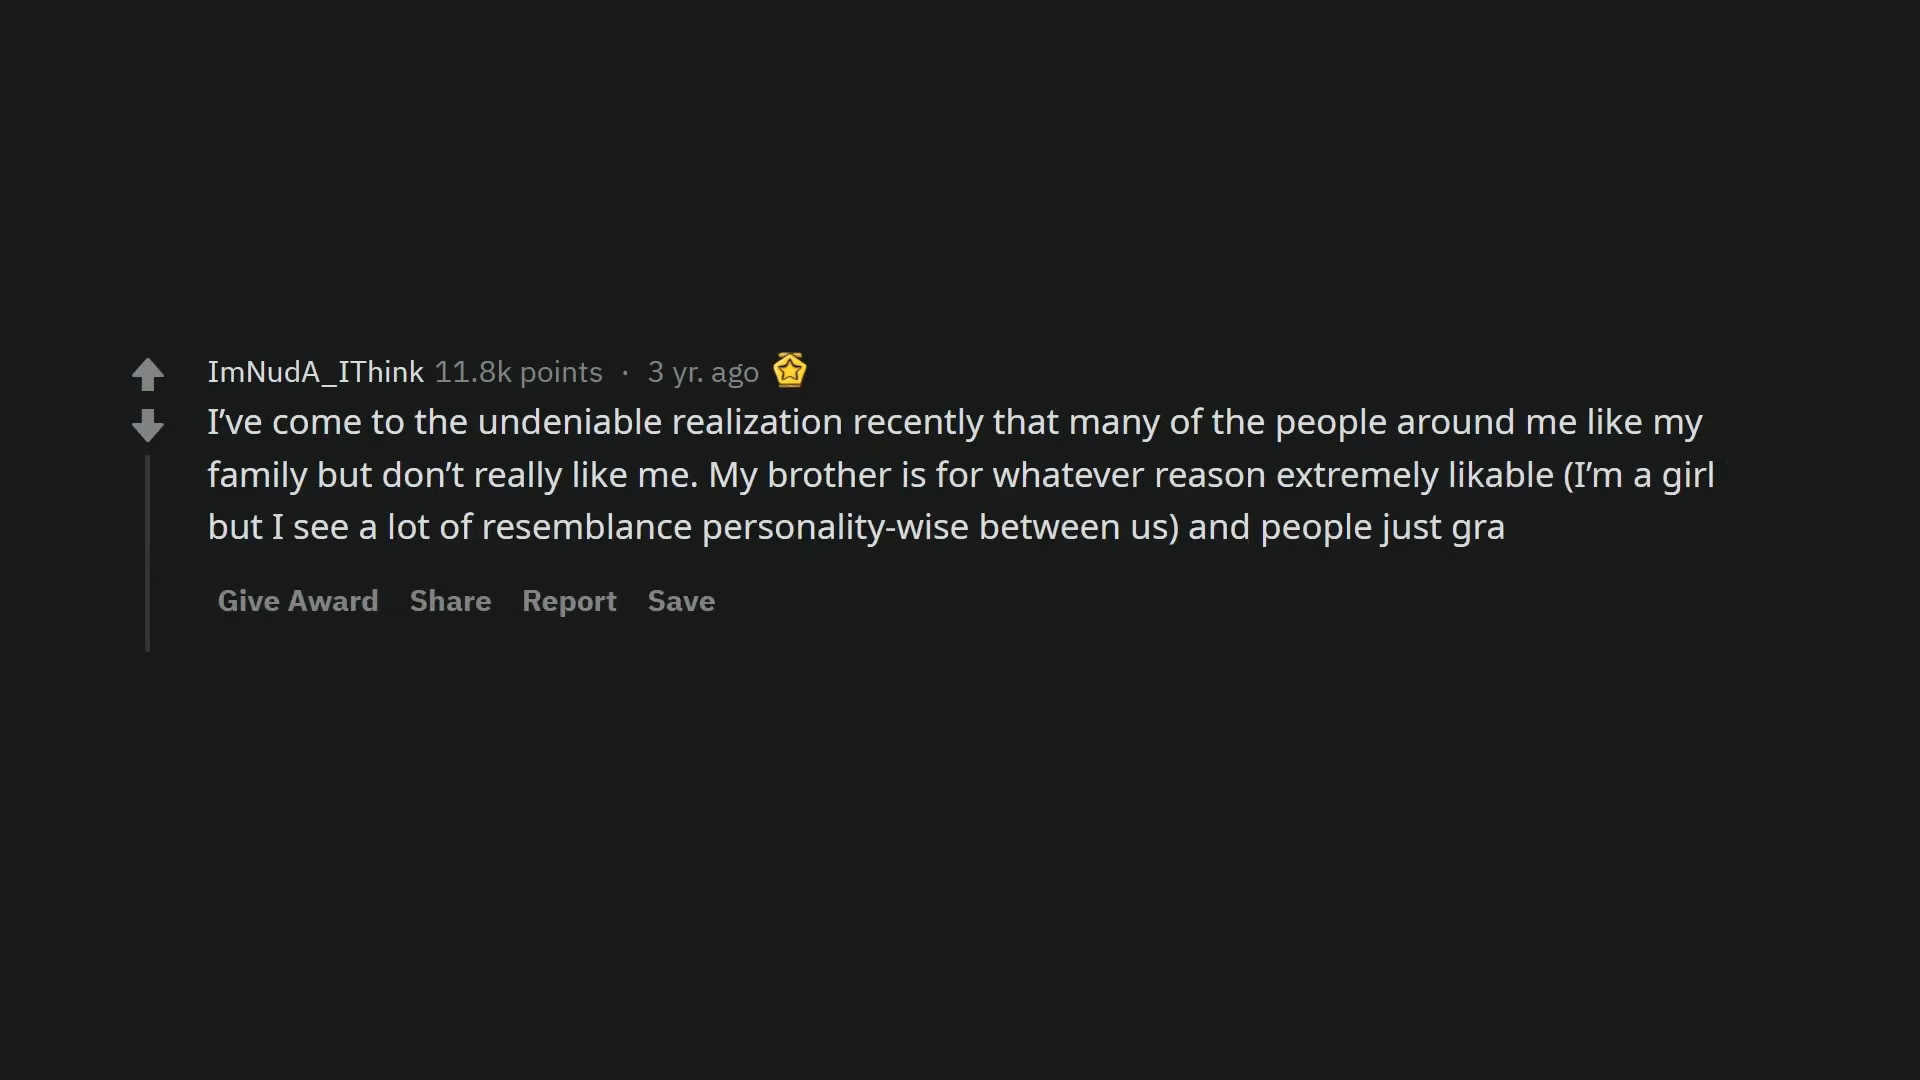 ImNudA_IThink 11.8k points · 3 yr. ago
I’ve come to the undeniable realization recently that many of the people around me like my
family but don’t really like me. My brother is for whatever reason extremely likable (I’m a girl
but I see a lot of resemblance personality-wise between us) and people just gra
Give Award Share Report Save